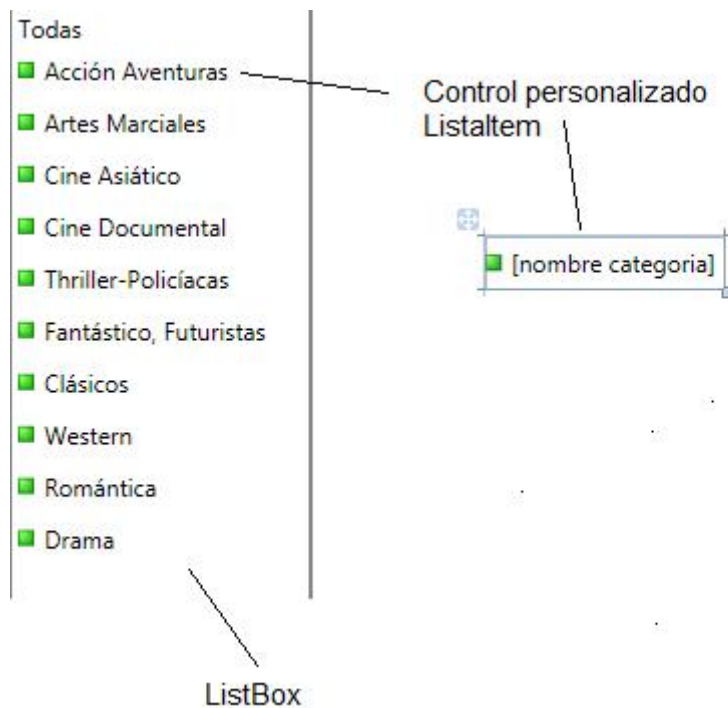 Todas
Acción Aventuras
Artes Marciales
Cine Asiático
Cine Documental
Thriller-Policíacas
Fantástico, Futuristas
Clásicos
Western
Romántica
Drama
Control personalizado
ListaItem
[nombre categoria]
ListBox